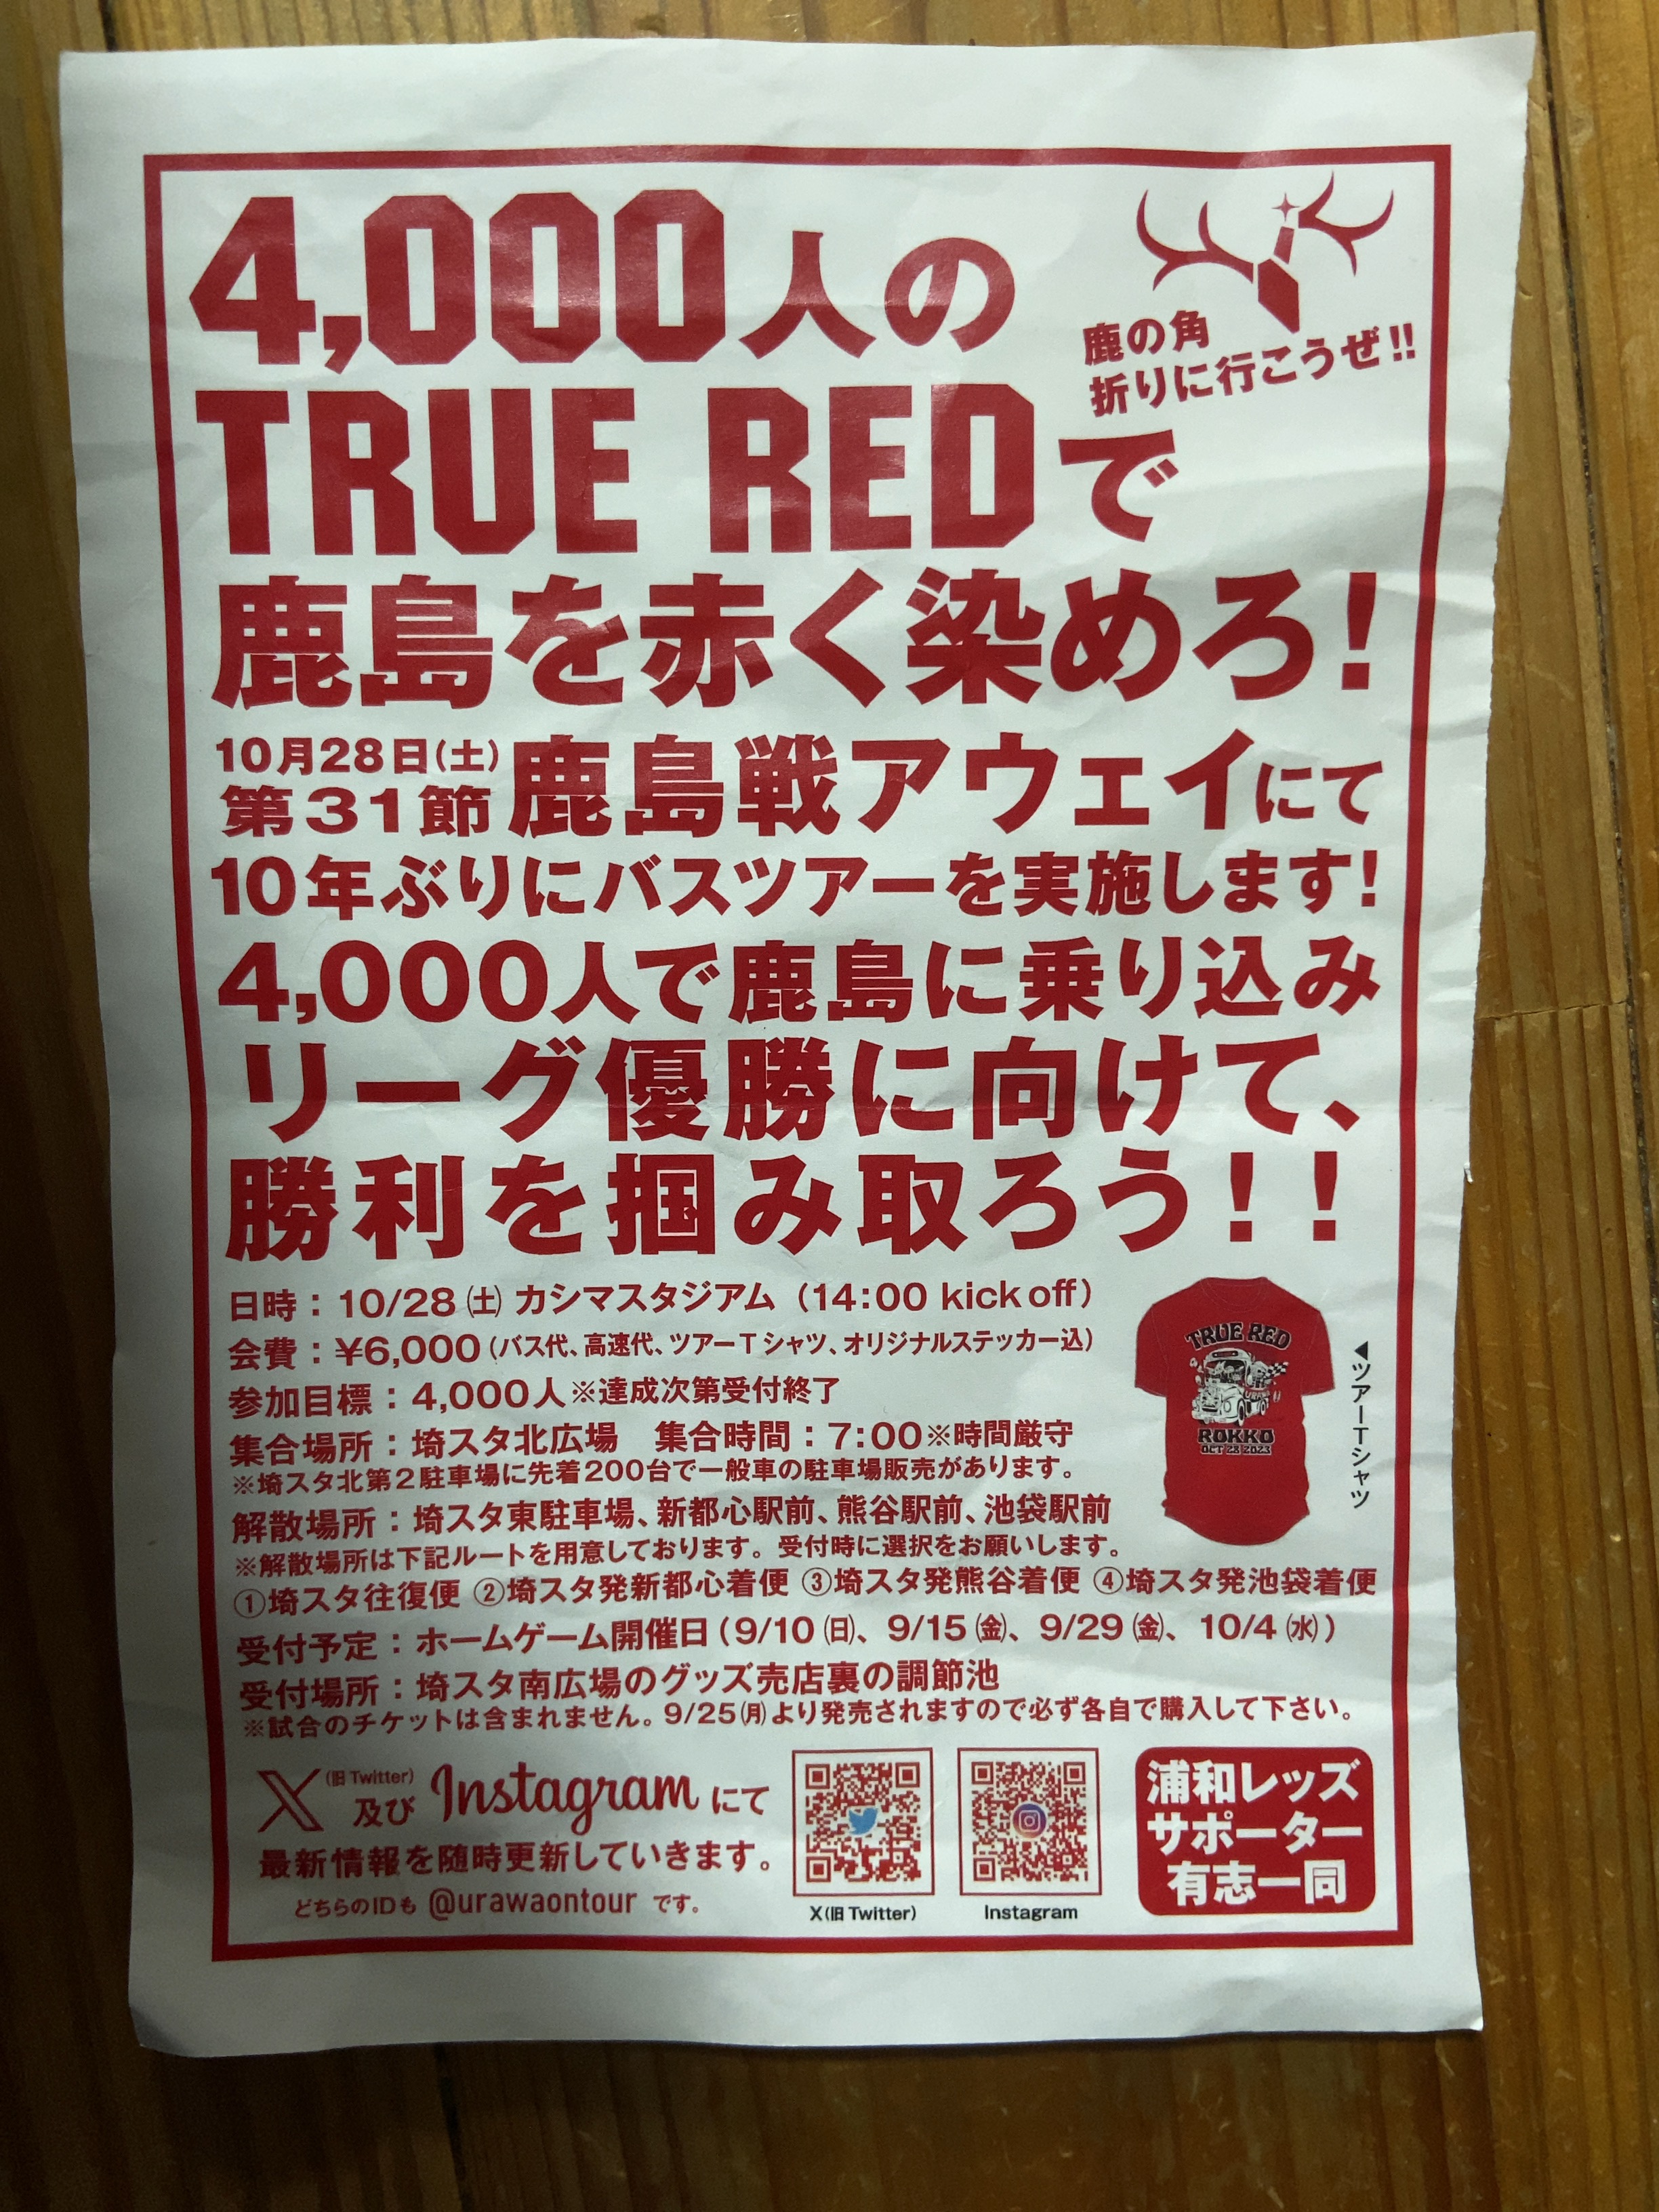 4,000人の
鹿の角
折りに行こうぜ!!
TRUE REDで
鹿島を赤く染めろ!
10月28日(土)
第31節
鹿島戦アウェイにて
10年ぶりにバスツアーを実施します!
4,000人で鹿島に乗り込み
リーグ優勝に向けて、
勝利を掴み取ろう!!
日時:10/28㈯ カシマスタジアム (14:00 kick off)
会費:¥6,000(バス代、高速代、ツアーTシャツ、オリジナルステッカー込)
参加目標:4,000人※達成次第受付終了
集合場所:埼スタ北広場 集合時間:7:00※時間厳守
※埼スタ北第2駐車場に先着200台で一般車の駐車場販売があります。
解散場所:埼スタ東駐車場、新都心駅前、熊谷駅前、池袋駅前
※解散場所は下記ルートを用意しております。受付時に選択をお願いします。
①埼スタ往復便 ②埼スタ発新都心着便 ③埼スタ発熊谷着便 ④埼スタ発池袋着便
受付予定:ホームゲーム開催日(9/10㈰、9/15㈮、9/29㈮、10/4㈬)
受付場所:埼スタ南広場のグッズ売店裏の調節池
※試合のチケットは含まれません。9/25㈪より発売されますので必ず各自で購入して下さい。
TRUE RED
URAWA
ROKKO
OCT 28 2023
◀ツアーTシャツ
X(旧Twitter)及びInstagramにて
最新情報を随時更新していきます。
どちらのIDも @urawaontour です。
X(旧Twitter)
Instagram
浦和レッズ
サポーター
有志一同